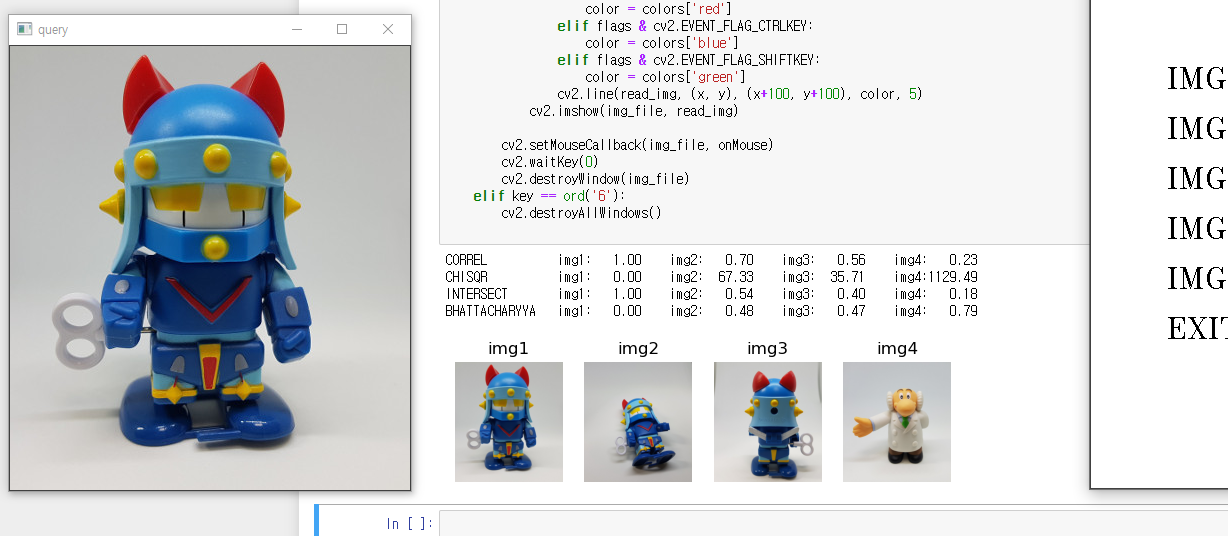 query
color = colors['red']
elif flags & cv2.EVENT_FLAG_CTRLKEY:
color = colors['blue']
elif flags & cv2.EVENT_FLAG_SHIFTKEY:
color = colors['green']
cv2.line(read_img, (x, y), (x+100, y+100), color, 5)
cv2.imshow(img_file, read_img)
cv2.setMouseCallback(img_file, onMouse)
cv2.waitKey(0)
cv2.destroyWindow(img_file)
elif key == ord('6'):
cv2.destroyAllWindows()
CORREL img1: 1.00 img2: 0.70 img3: 0.56 img4: 0.23
CHISQR img1: 0.00 img2: 67.33 img3: 35.71 img4:1129.49
INTERSECT img1: 1.00 img2: 0.54 img3: 0.40 img4: 0.18
BHATTACHARYYA img1: 0.00 img2: 0.48 img3: 0.47 img4: 0.79
img1 img2 img3 img4
In [ ]:
IMG
IMG
IMG
IMG
IMG
EXIT